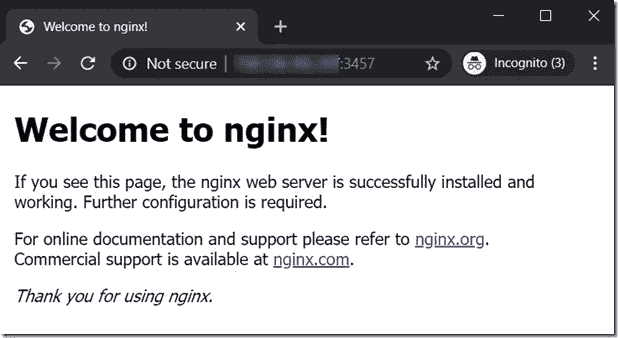 Welcome to nginx!
Not secure :3457 Incognito (3)
Welcome to nginx!
If you see this page, the nginx web server is successfully installed and
working. Further configuration is required.
For online documentation and support please refer to nginx.org.
Commercial support is available at nginx.com.
Thank you for using nginx.